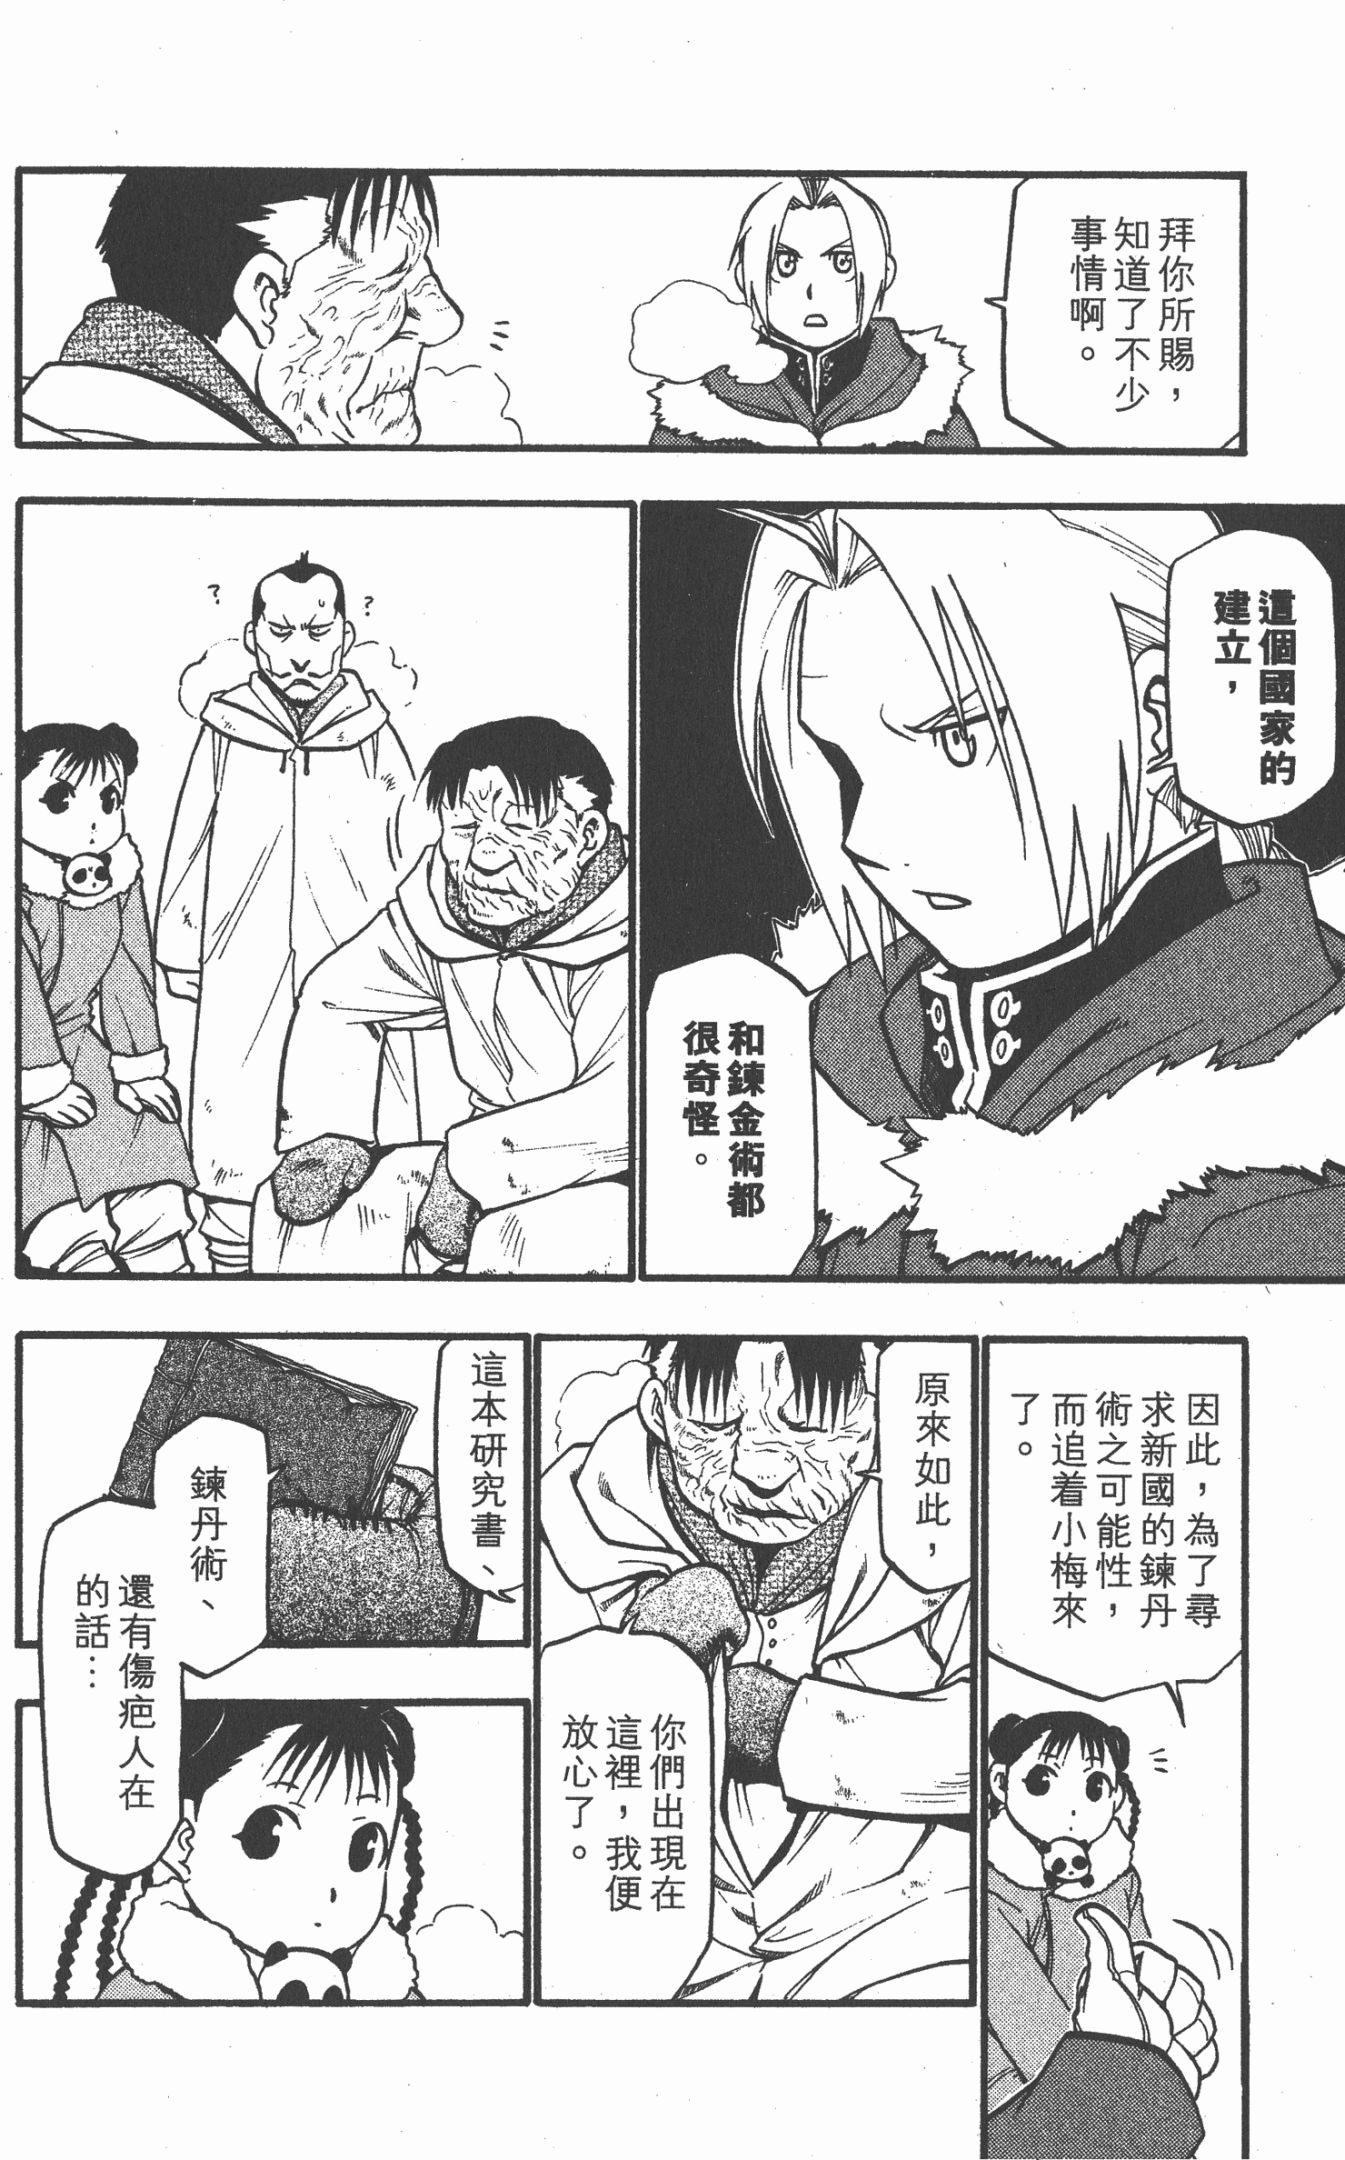 拜你所賜，
知道了不少
事情啊。
這個國家的
建立，
和鍊金術都
很奇怪。
?
?
因此，為了尋
求新國的鍊丹
術之可能性，
而追着小梅來
了。
原來如此，
你們出現在
這裡，我便
放心了。
這本研究書、
鍊丹術、
還有傷疤人在
的話…